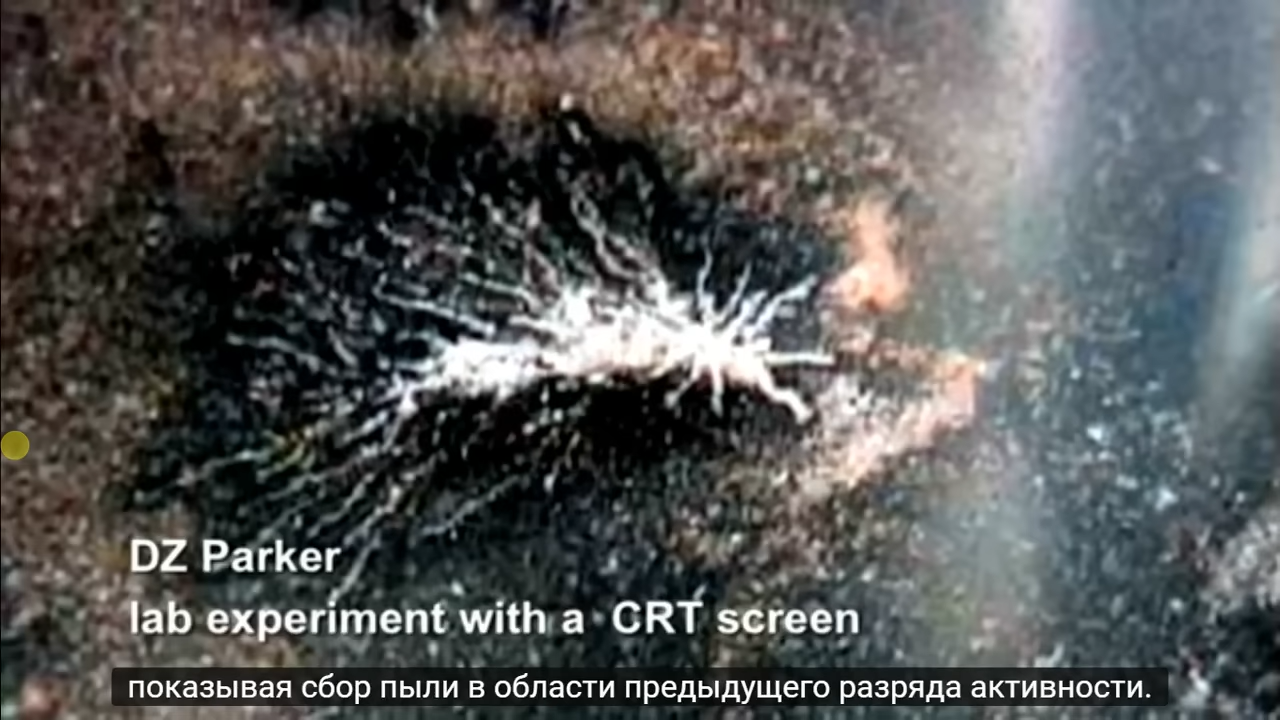 DZ Parker
lab experiment with a CRT screen
показывая сбор пыли в области предыдущего разряда активности.